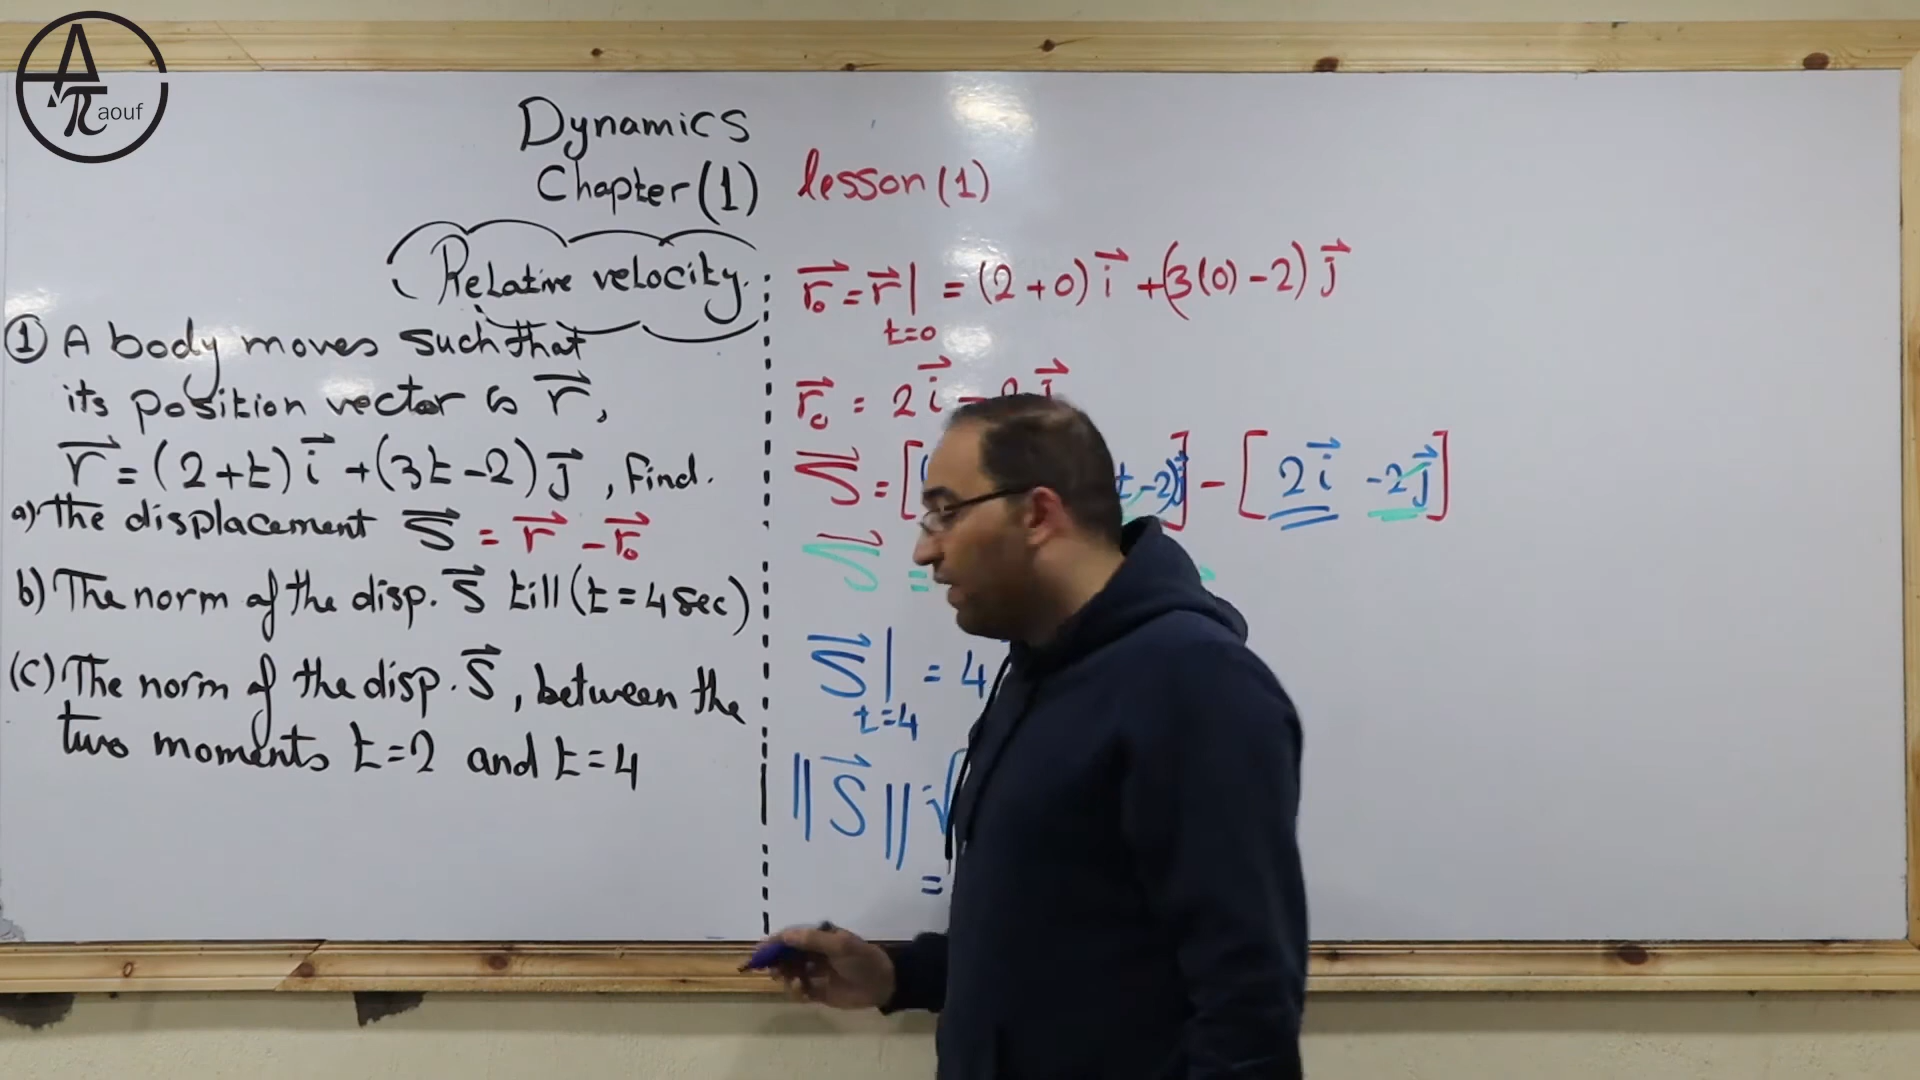 aouf
Dynamics
Chapter (1) lesson (1)
Relative velocity.
① A body moves such that
its position vector is r⃗,
r⃗ = (2+t) i⃗ + (3t-2) j⃗ , Find.
a) The displacement S⃗ = r⃗ - r⃗₀
b) The norm of the disp. S⃗ till (t = 4 sec)
(c) The norm of the disp. S⃗, between the
two moments t=2 and t=4
r⃗₀ = r⃗| t=0 = (2+0) i⃗ + (3(0)-2) j⃗
r⃗₀ = 2 i⃗ - j⃗
S⃗ = [ t-2) j⃗] - [2 i⃗ -2 j⃗]
S⃗ =
S⃗| t=4 = 4
||S⃗|| = √
=